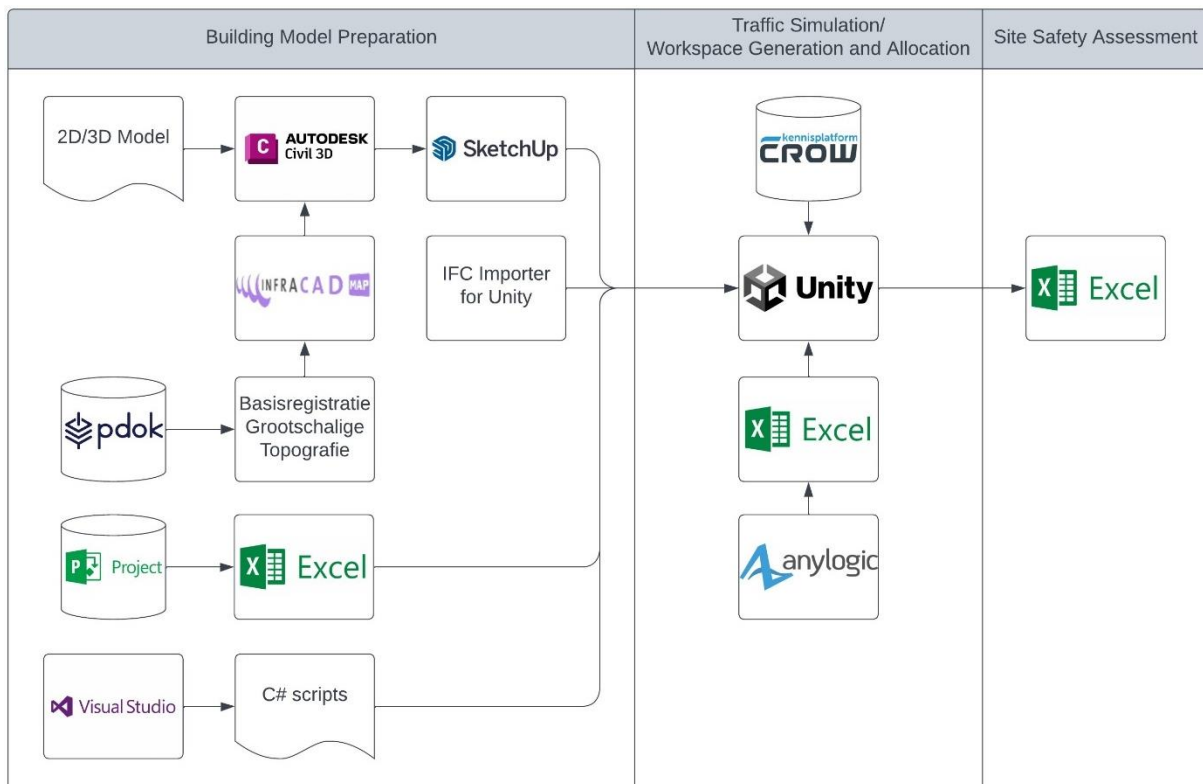 Building Model Preparation
Traffic Simulation/
Workspace Generation and Allocation
Site Safety Assessment
2D/3D Model
C AUTODESK
Civil 3D
SketchUp
INFRACAD MAP
IFC Importer
for Unity
pdok
Basisregistratie
Grootschalige
Topografie
P Project
X Excel
Visual Studio
C# scripts
kennisplatform
CROW
Unity
X Excel
anylogic
X Excel